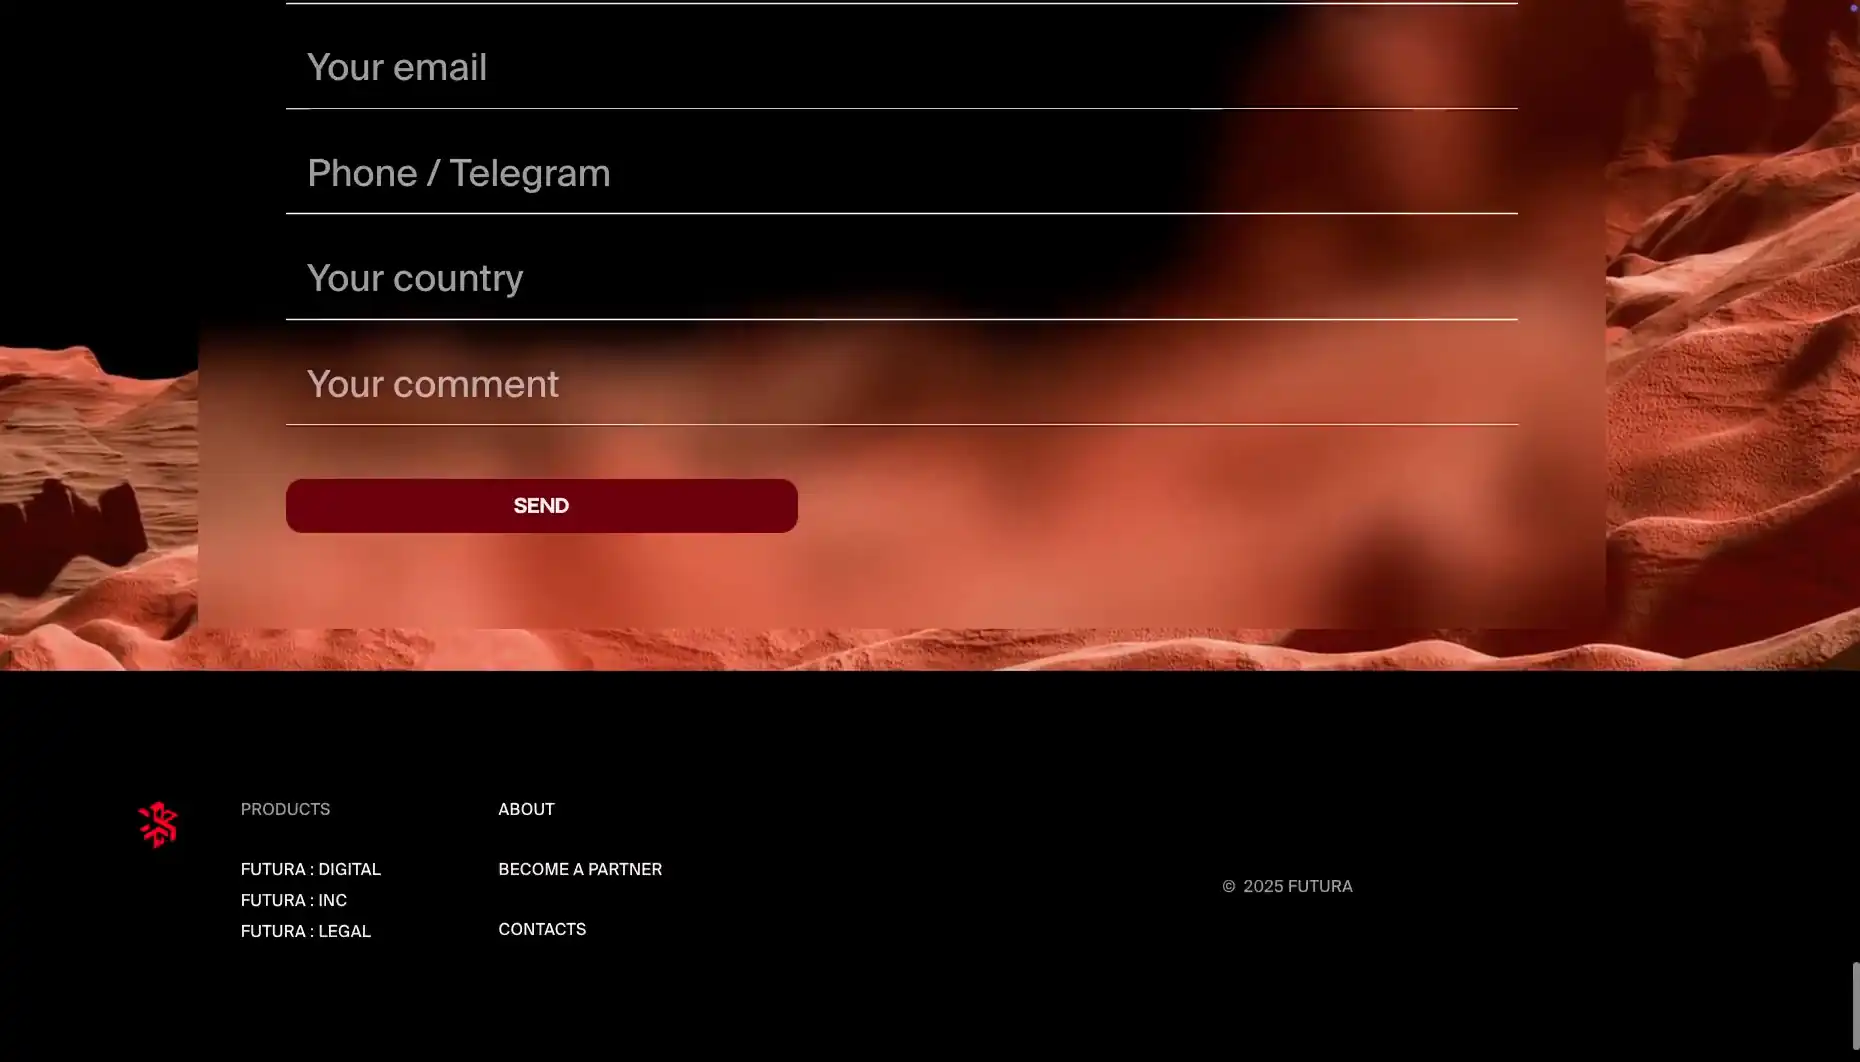 Your email
Phone / Telegram
Your country
Your comment
SEND
PRODUCTS
FUTURA : DIGITAL
FUTURA : INC
FUTURA : LEGAL
ABOUT
BECOME A PARTNER
CONTACTS
© 2025 FUTURA